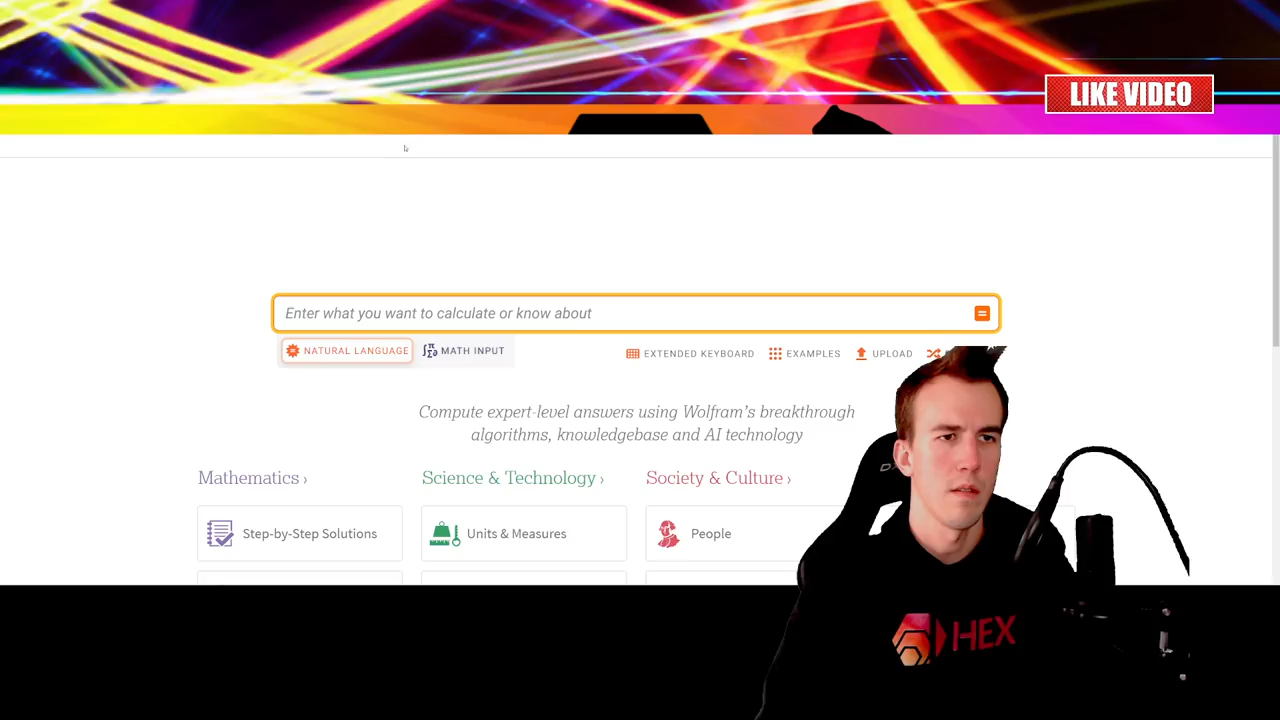 LIKE VIDEO
Enter what you want to calculate or know about
NATURAL LANGUAGE
MATH INPUT
EXTENDED KEYBOARD
EXAMPLES
UPLOAD
Compute expert-level answers using Wolfram's breakthrough
algorithms, knowledgebase and AI technology
Mathematics ›
Science & Technology ›
Society & Culture ›
Step-by-Step Solutions
Units & Measures
People
HEX